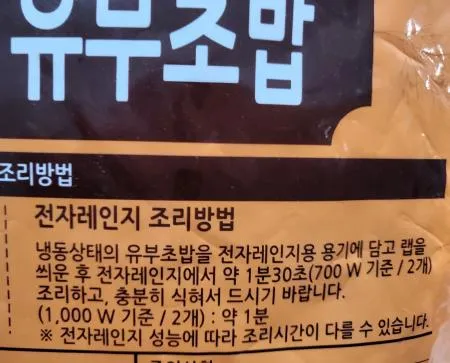 유부초밥
조리방법
전자레인지 조리방법
냉동상태의 유부초밥을 전자레인지용 용기에 담고 랩을
씌운 후 전자레인지에서 약 1분30초(700 W 기준 / 2개)
조리하고, 충분히 식혀서 드시기 바랍니다.
(1,000 W 기준 / 2개) : 약 1분
※ 전자레인지 성능에 따라 조리시간이 다를 수 있습니다.